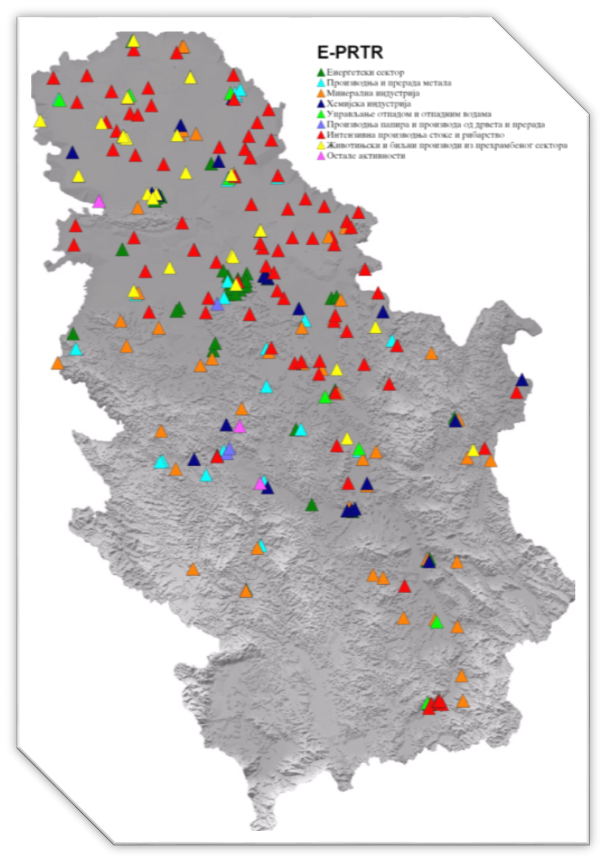 E-PRTR
Енергетски сектор
Производња и прерада метала
Минерална индустрија
Хемијска индустрија
Управљање отпадом и отпадним водама
Производња папира и производа од дрвета и прерада
Интензивна производња стоке и рибарство
Животињски и биљни производи из прехрамбеног сектора
Остале активности